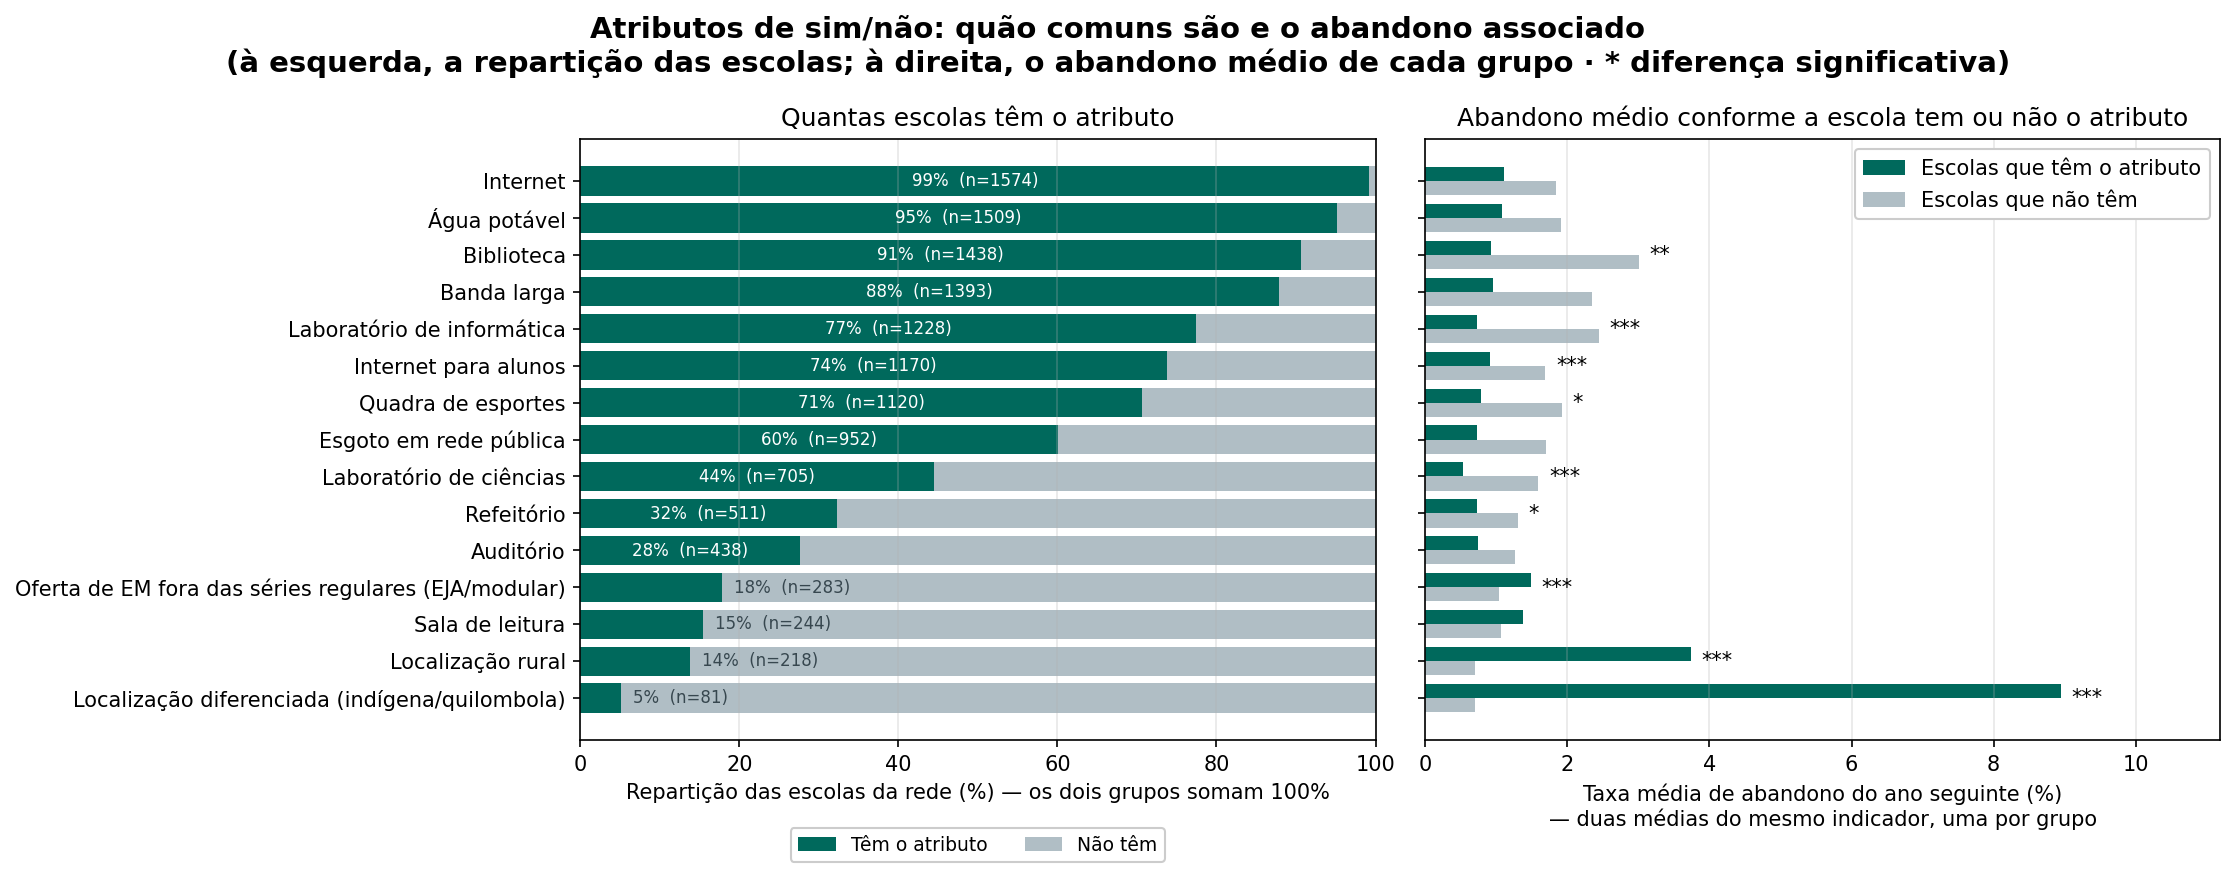 Atributos de sim/não: quão comuns são e o abandono associado
(à esquerda, a repartição das escolas; à direita, o abandono médio de cada grupo · * diferença significativa)
Quantas escolas têm o atributo
Internet
Água potável
Biblioteca
Banda larga
Laboratório de informática
Internet para alunos
Quadra de esportes
Esgoto em rede pública
Laboratório de ciências
Refeitório
Auditório
Oferta de EM fora das séries regulares (EJA/modular)
Sala de leitura
Localização rural
Localização diferenciada (indígena/quilombola)
99% (n=1574)
95% (n=1509)
91% (n=1438)
88% (n=1393)
77% (n=1228)
74% (n=1170)
71% (n=1120)
60% (n=952)
44% (n=705)
32% (n=511)
28% (n=438)
18% (n=283)
15% (n=244)
14% (n=218)
5% (n=81)
0 20 40 60 80 100
Repartição das escolas da rede (%) — os dois grupos somam 100%
Têm o atributo
Não têm
Abandono médio conforme a escola tem ou não o atributo
Escolas que têm o atributo
Escolas que não têm
**
***
***
*
***
*
***
***
***
0 2 4 6 8 10
Taxa média de abandono do ano seguinte (%)
— duas médias do mesmo indicador, uma por grupo